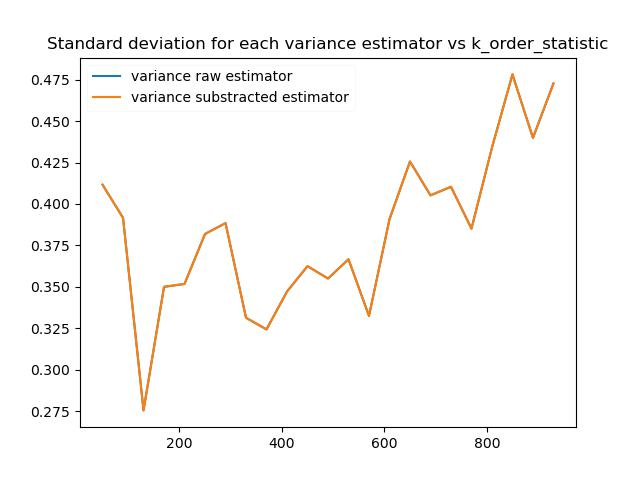 Standard deviation for each variance estimator vs k_order_statistic
variance raw estimator
variance substracted estimator
0.475
0.450
0.425
0.400
0.375
0.350
0.325
0.300
0.275
200 400 600 800